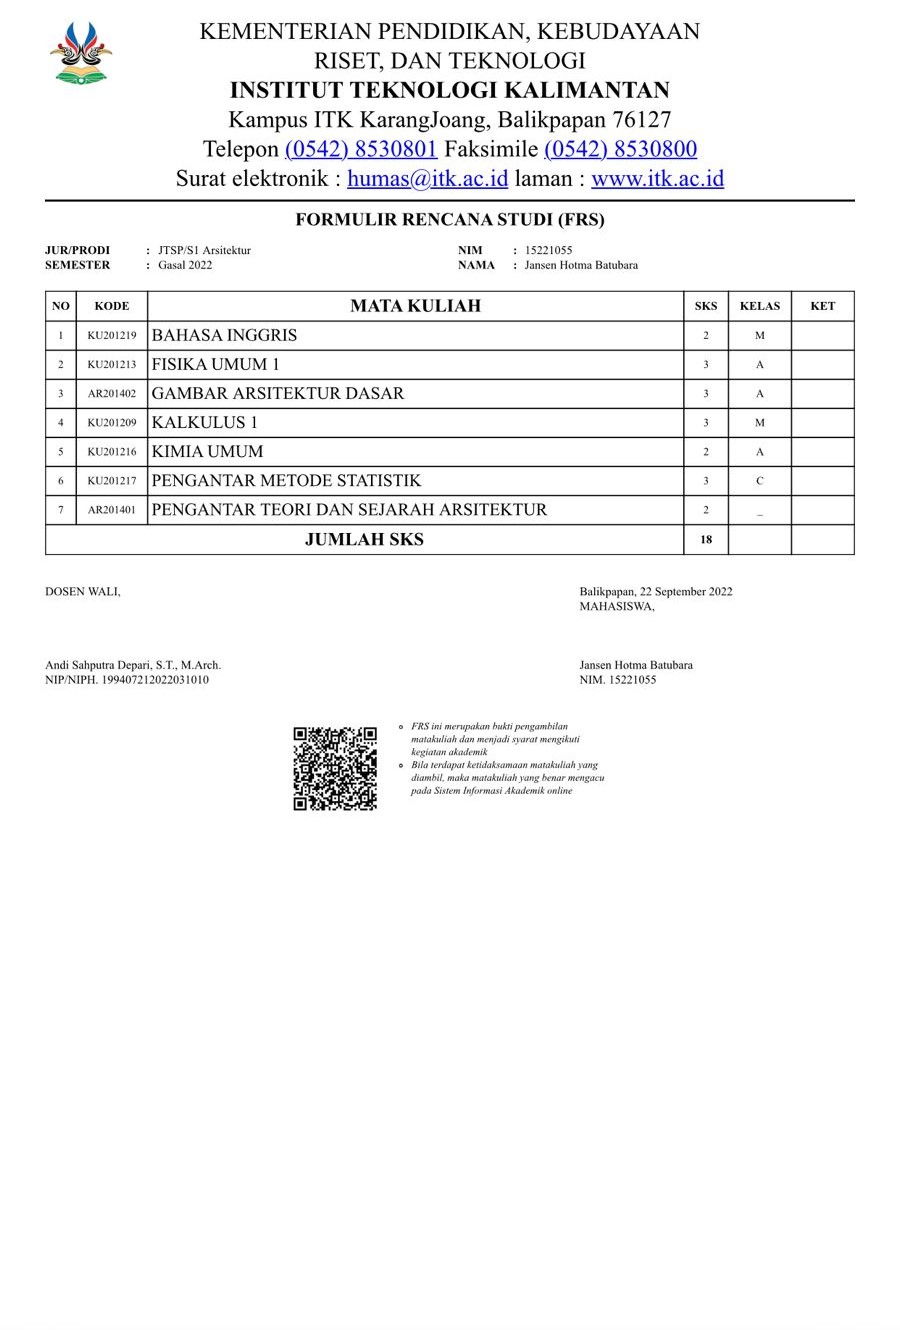 KEMENTERIAN PENDIDIKAN, KEBUDAYAAN
RISET, DAN TEKNOLOGI
INSTITUT TEKNOLOGI KALIMANTAN
Kampus ITK KarangJoang, Balikpapan 76127
Telepon (0542) 8530801 Faksimile (0542) 8530800
Surat elektronik : humas@itk.ac.id laman : www.itk.ac.id
FORMULIR RENCANA STUDI (FRS)
JUR/PRODI : JTSP/S1 Arsitektur NIM : 15221055
SEMESTER : Gasal 2022 NAMA : Jansen Hotma Batubara
NO KODE MATA KULIAH SKS KELAS KET
1 KU201219 BAHASA INGGRIS 2 M
2 KU201213 FISIKA UMUM 1 3 A
3 AR201402 GAMBAR ARSITEKTUR DASAR 3 A
4 KU201209 KALKULUS 1 3 M
5 KU201216 KIMIA UMUM 2 A
6 KU201217 PENGANTAR METODE STATISTIK 3 C
7 AR201401 PENGANTAR TEORI DAN SEJARAH ARSITEKTUR 2 _
JUMLAH SKS 18
DOSEN WALI, Balikpapan, 22 September 2022
MAHASISWA,
Andi Sahputra Depari, S.T., M.Arch. Jansen Hotma Batubara
NIP/NIPH. 199407212022031010 NIM. 15221055
FRS ini merupakan bukti pengambilan
matakuliah dan menjadi syarat mengikuti
kegiatan akademik
Bila terdapat ketidaksamaan matakuliah yang
diambil, maka matakuliah yang benar mengacu
pada Sistem Informasi Akademik online